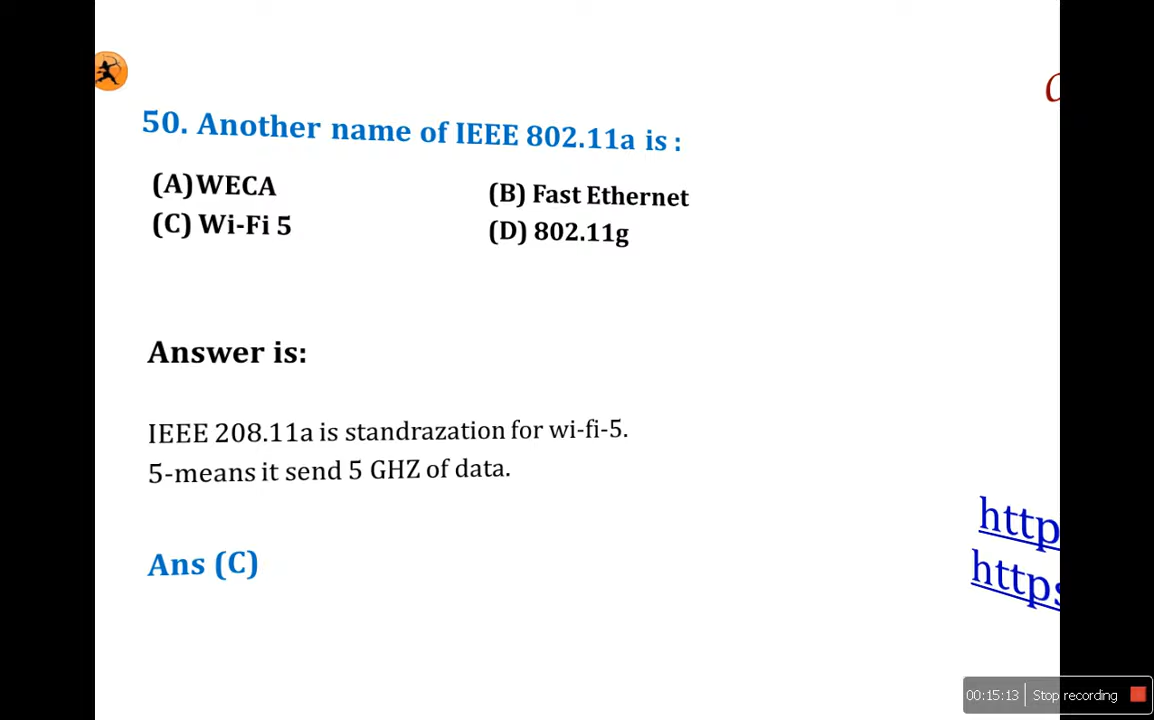 50. Another name of IEEE 802.11a is :
(A)WECA (B) Fast Ethernet
(C) Wi-Fi 5 (D) 802.11g
Answer is:
IEEE 208.11a is standrazation for wi-fi-5.
5-means it send 5 GHZ of data.
http
https
Ans (C)
00:15:13 Stop recording